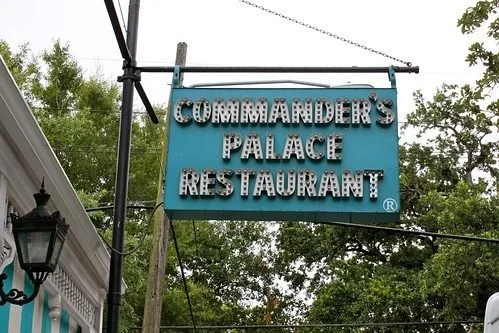 COMMANDER'S
PALACE
RESTAURANT
®